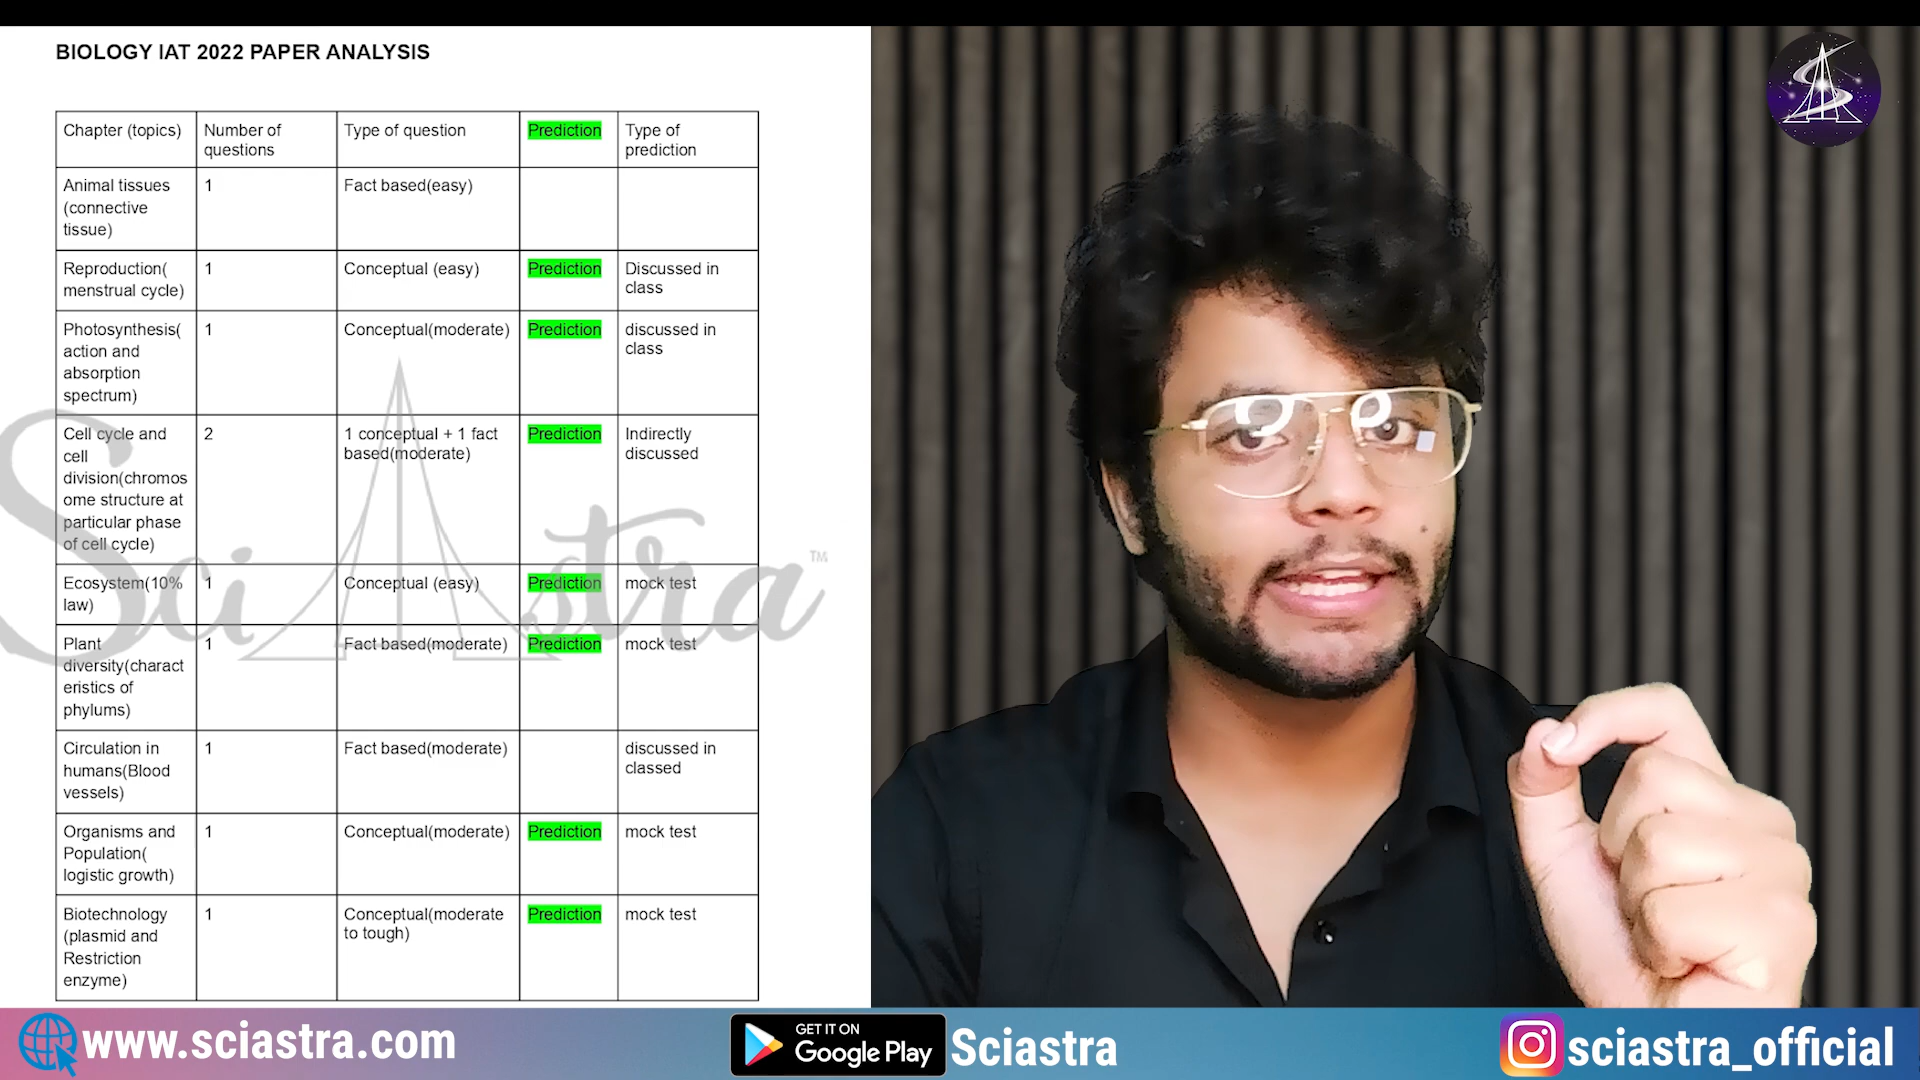 BIOLOGY IAT 2022 PAPER ANALYSIS
Chapter (topics)
Number of
questions
Type of question
Prediction
Type of
prediction
Animal tissues
(connective
tissue)
1
Fact based(easy)
Reproduction(
menstrual cycle)
1
Conceptual (easy)
Prediction
Discussed in
class
Photosynthesis(
action and
absorption
spectrum)
1
Conceptual(moderate)
Prediction
discussed in
class
Cell cycle and
cell
division(chromos
ome structure at
particular phase
of cell cycle)
2
1 conceptual + 1 fact
based(moderate)
Prediction
Indirectly
discussed
Ecosystem(10%
law)
1
Conceptual (easy)
Prediction
mock test
Plant
diversity(charact
eristics of
phylums)
1
Fact based(moderate)
Prediction
mock test
Circulation in
humans(Blood
vessels)
1
Fact based(moderate)
discussed in
classed
Organisms and
Population(
logistic growth)
1
Conceptual(moderate)
Prediction
mock test
Biotechnology
(plasmid and
Restriction
enzyme)
1
Conceptual(moderate
to tough)
Prediction
mock test
SciAstra TM
www.sciastra.com
GET IT ON
Google Play
Sciastra
sciastra_official